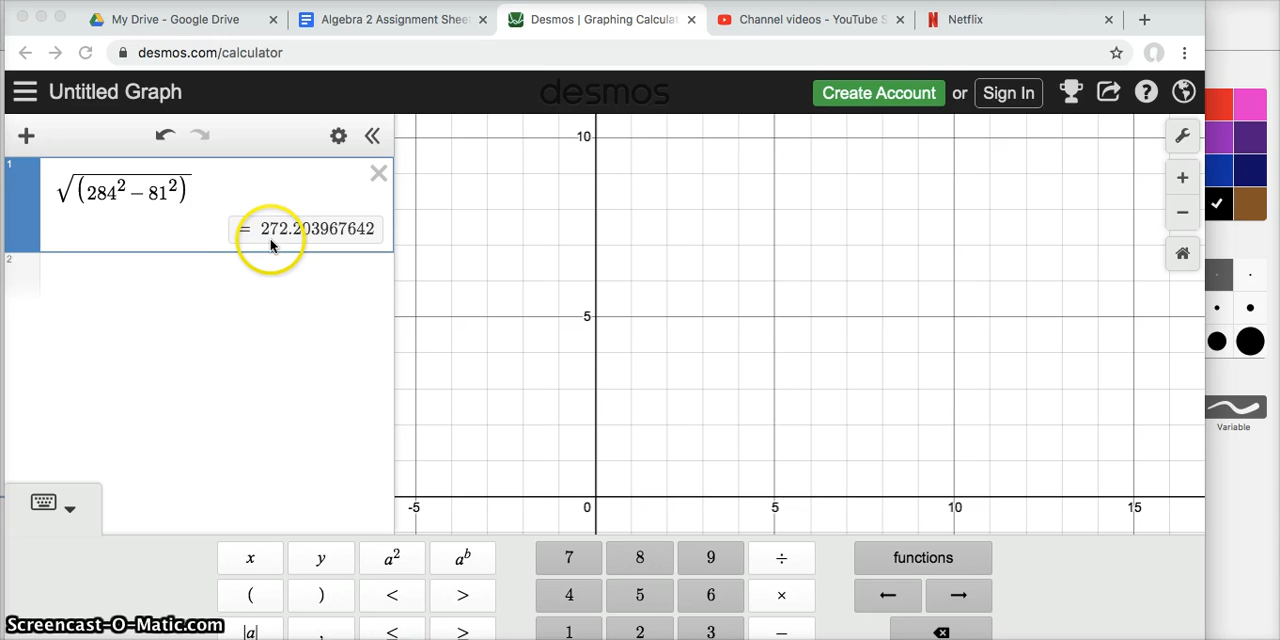 My Drive - Google Drive
Algebra 2 Assignment Shee
Desmos | Graphing Calcula
Channel videos - YouTube S
Netflix
desmos.com/calculator
Untitled Graph
desmos
Create Account or Sign In
1
√(284² − 81²)
= 272.203967642
2
10
5
-5 0 5 10 15
Variable
x y a² aᵇ 7 8 9 ÷ functions
( ) < > 4 5 6 × ← →
|a| , ≤ ≥ 1 2 3 −
Screencast-O-Matic.com